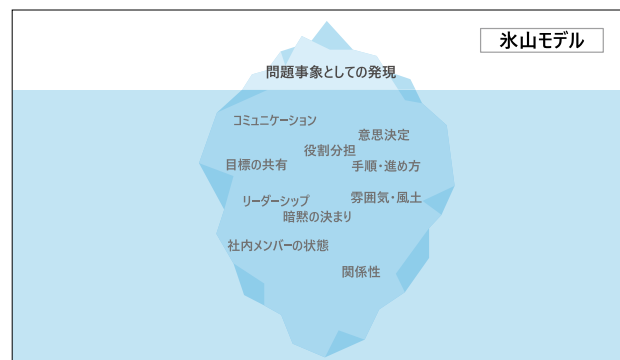 氷山モデル
問題事象としての発現
コミュニケーション
意思決定
役割分担
目標の共有
手順・進め方
リーダーシップ
雰囲気・風土
暗黙の決まり
社内メンバーの状態
関係性